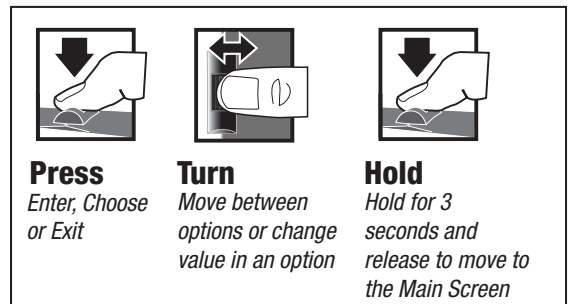 Press
Enter, Choose
or Exit
Turn
Move between
options or change
value in an option
Hold
Hold for 3
seconds and
release to move to
the Main Screen